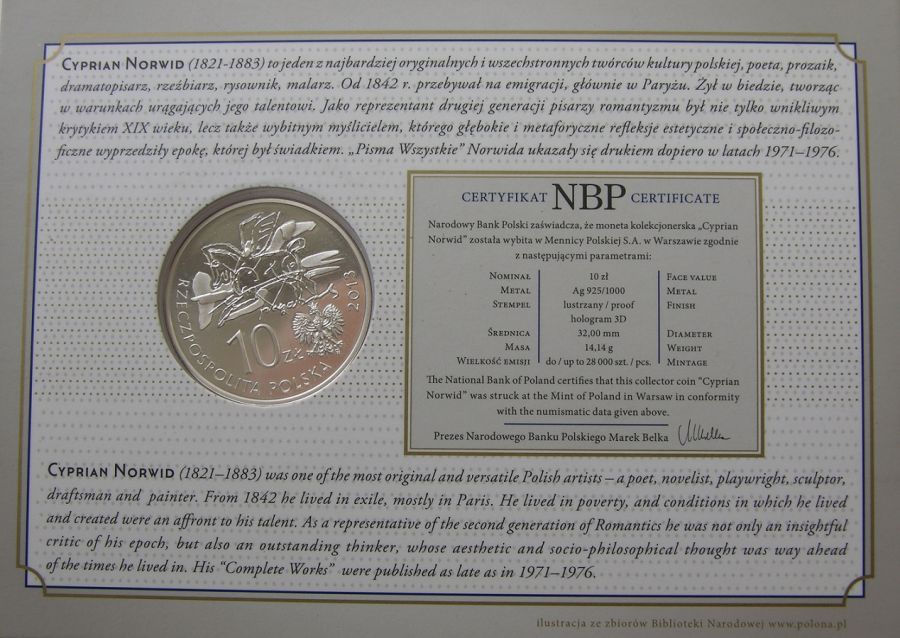 CYPRIAN NORWID (1821-1883) to jeden z najbardziej oryginalnych i wszechstronnych twórców kultury polskiej, poeta, prozaik,
dramatopisarz, rzeźbiarz, rysownik, malarz. Od 1842 r. przebywał na emigracji, głównie w Paryżu. Żył w biedzie, tworząc
w warunkach urągających jego talentowi. Jako reprezentant drugiej generacji pisarzy romantyzmu był nie tylko wnikliwym
krytykiem XIX wieku, lecz także wybitnym myślicielem, którego głębokie i metaforyczne refleksje estetyczne i społeczno-filozo-
ficzne wyprzedziły epokę, której był świadkiem. „Pisma Wszystkie” Norwida ukazały się drukiem dopiero w latach 1971–1976.
CERTYFIKAT NBP CERTIFICATE
Narodowy Bank Polski zaświadcza, że moneta kolekcjonerska „Cyprian
Norwid” została wybita w Mennicy Polskiej S.A. w Warszawie zgodnie
z następującymi parametrami:
NOMINAŁ 10 zł FACE VALUE
METAL Ag 925/1000 METAL
STEMPEL lustrzany / proof FINISH
hologram 3D
ŚREDNICA 32,00 mm DIAMETER
MASA 14,14 g WEIGHT
WIELKOŚĆ EMISJI do / up to 28 000 szt. / pcs. MINTAGE
The National Bank of Poland certifies that this collector coin “Cyprian
Norwid” was struck at the Mint of Poland in Warsaw in conformity
with the numismatic data given above.
Prezes Narodowego Banku Polskiego Marek Belka
RZECZPOSPOLITA POLSKA 2013
10 ZŁ
CYPRIAN NORWID (1821–1883) was one of the most original and versatile Polish artists – a poet, novelist, playwright, sculptor,
draftsman and painter. From 1842 he lived in exile, mostly in Paris. He lived in poverty, and conditions in which he lived
and created were an affront to his talent. As a representative of the second generation of Romantics he was not only an insightful
critic of his epoch, but also an outstanding thinker, whose aesthetic and socio-philosophical thought was way ahead
of the times he lived in. His “Complete Works” were published as late as in 1971–1976.
ilustracja ze zbiorów Biblioteki Narodowej www.polona.pl